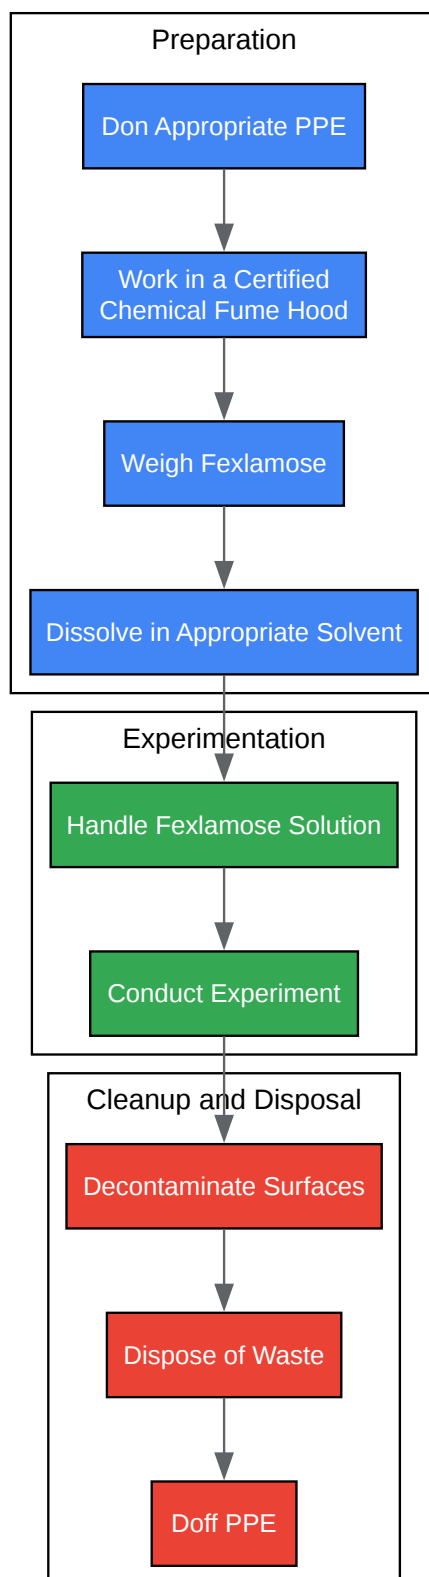 Preparation
Don Appropriate PPE
Work in a Certified
Chemical Fume Hood
Weigh Fexlamose
Dissolve in Appropriate Solvent
Experimentation
Handle Fexlamose Solution
Conduct Experiment
Cleanup and Disposal
Decontaminate Surfaces
Dispose of Waste
Doff PPE